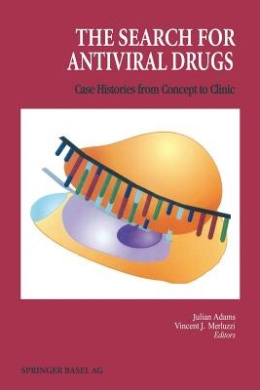 THE SEARCH FOR
ANTIVIRAL DRUGS
Case Histories from Concept to Clinic
Julian Adams
Vincent J. Merluzzi
Editors
SPRINGER BASEL AG